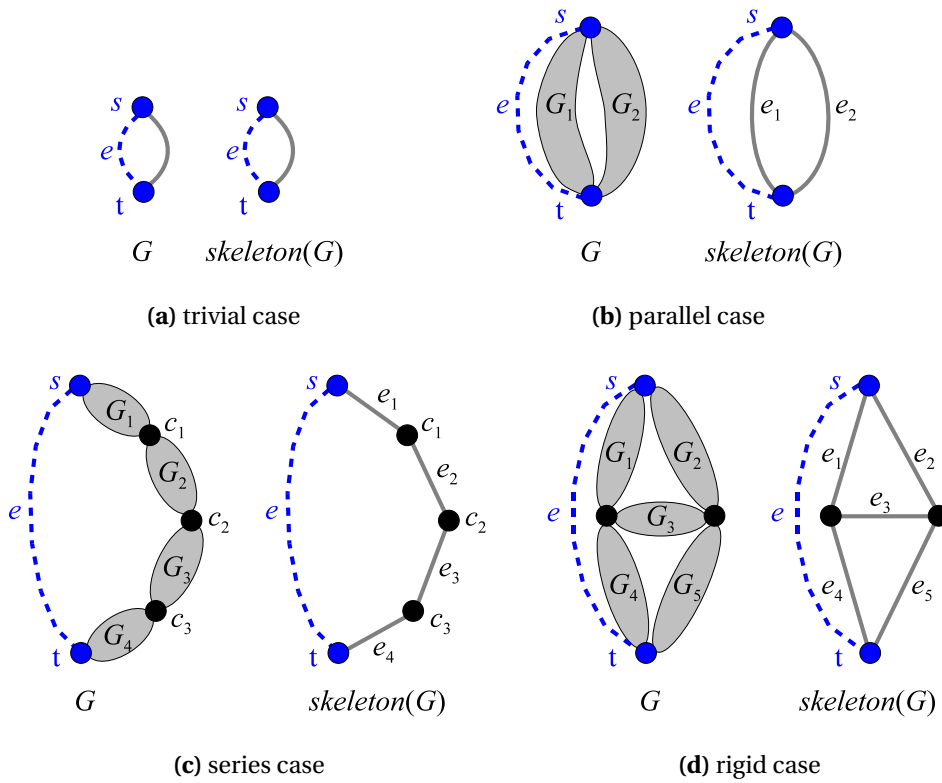 s
e
t
G
s
e
t
skeleton(G)
(a) trivial case
s
e
G1
G2
t
G
s
e
e1
e2
t
skeleton(G)
(b) parallel case
s
G1
c1
G2
e
c2
G3
c3
G4
t
G
s
e1
c1
e2
e
c2
e3
c3
e4
t
skeleton(G)
(c) series case
s
G1
G2
e
G3
G4
G5
t
G
s
e1
e2
e
e3
e4
e5
t
skeleton(G)
(d) rigid case